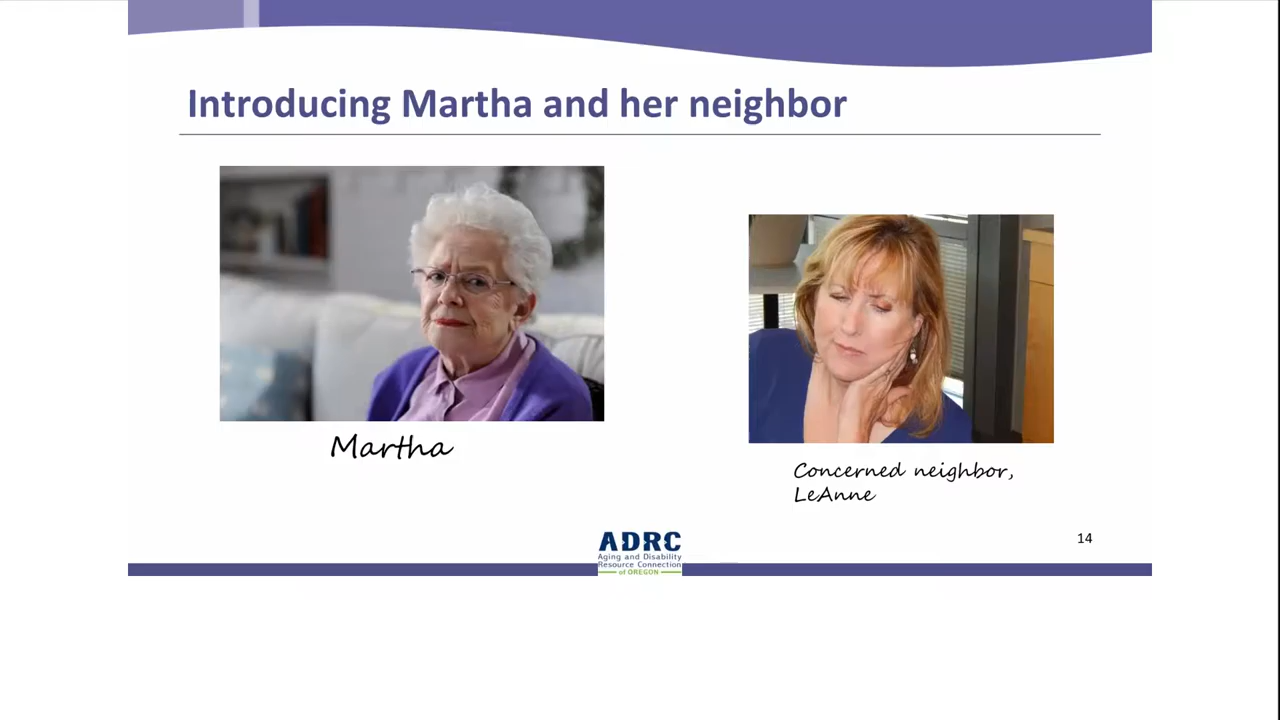 Introducing Martha and her neighbor
Martha
Concerned neighbor,
LeAnne
ADRC
Aging and Disability
Resource Connection
of OREGON
14